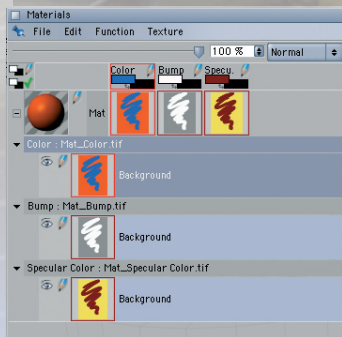 Materials
File Edit Function Texture
100 % Normal
Color Bump Specu.
Mat
Color : Mat_Color.tif
Background
Bump : Mat_Bump.tif
Background
Specular Color : Mat_Specular Color.tif
Background